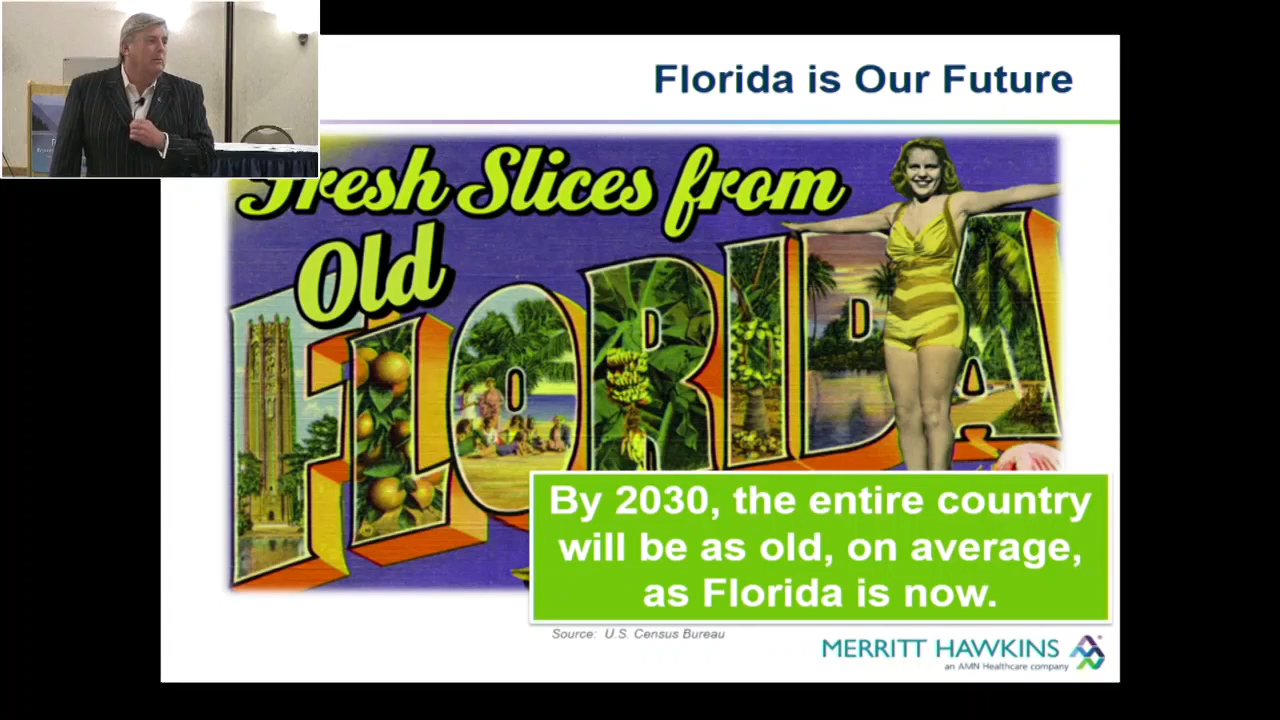 Florida is Our Future
Fresh Slices from
Old
FLORIDA
By 2030, the entire country
will be as old, on average,
as Florida is now.
Source: U.S. Census Bureau
MERRITT HAWKINS
an AMN Healthcare company